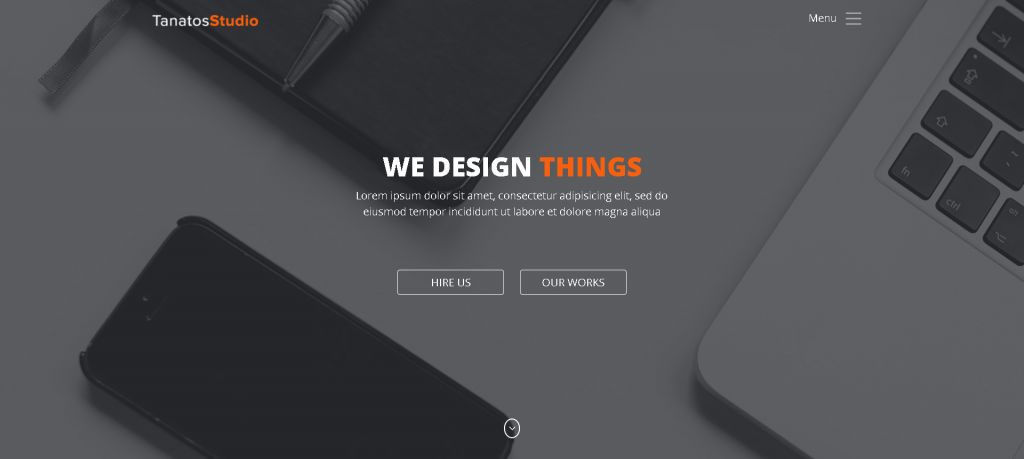 TanatosStudio
Menu
WE DESIGN THINGS
Lorem ipsum dolor sit amet, consectetur adipisicing elit, sed do
eiusmod tempor incididunt ut labore et dolore magna aliqua
HIRE US
OUR WORKS
fn
ctrl
alt